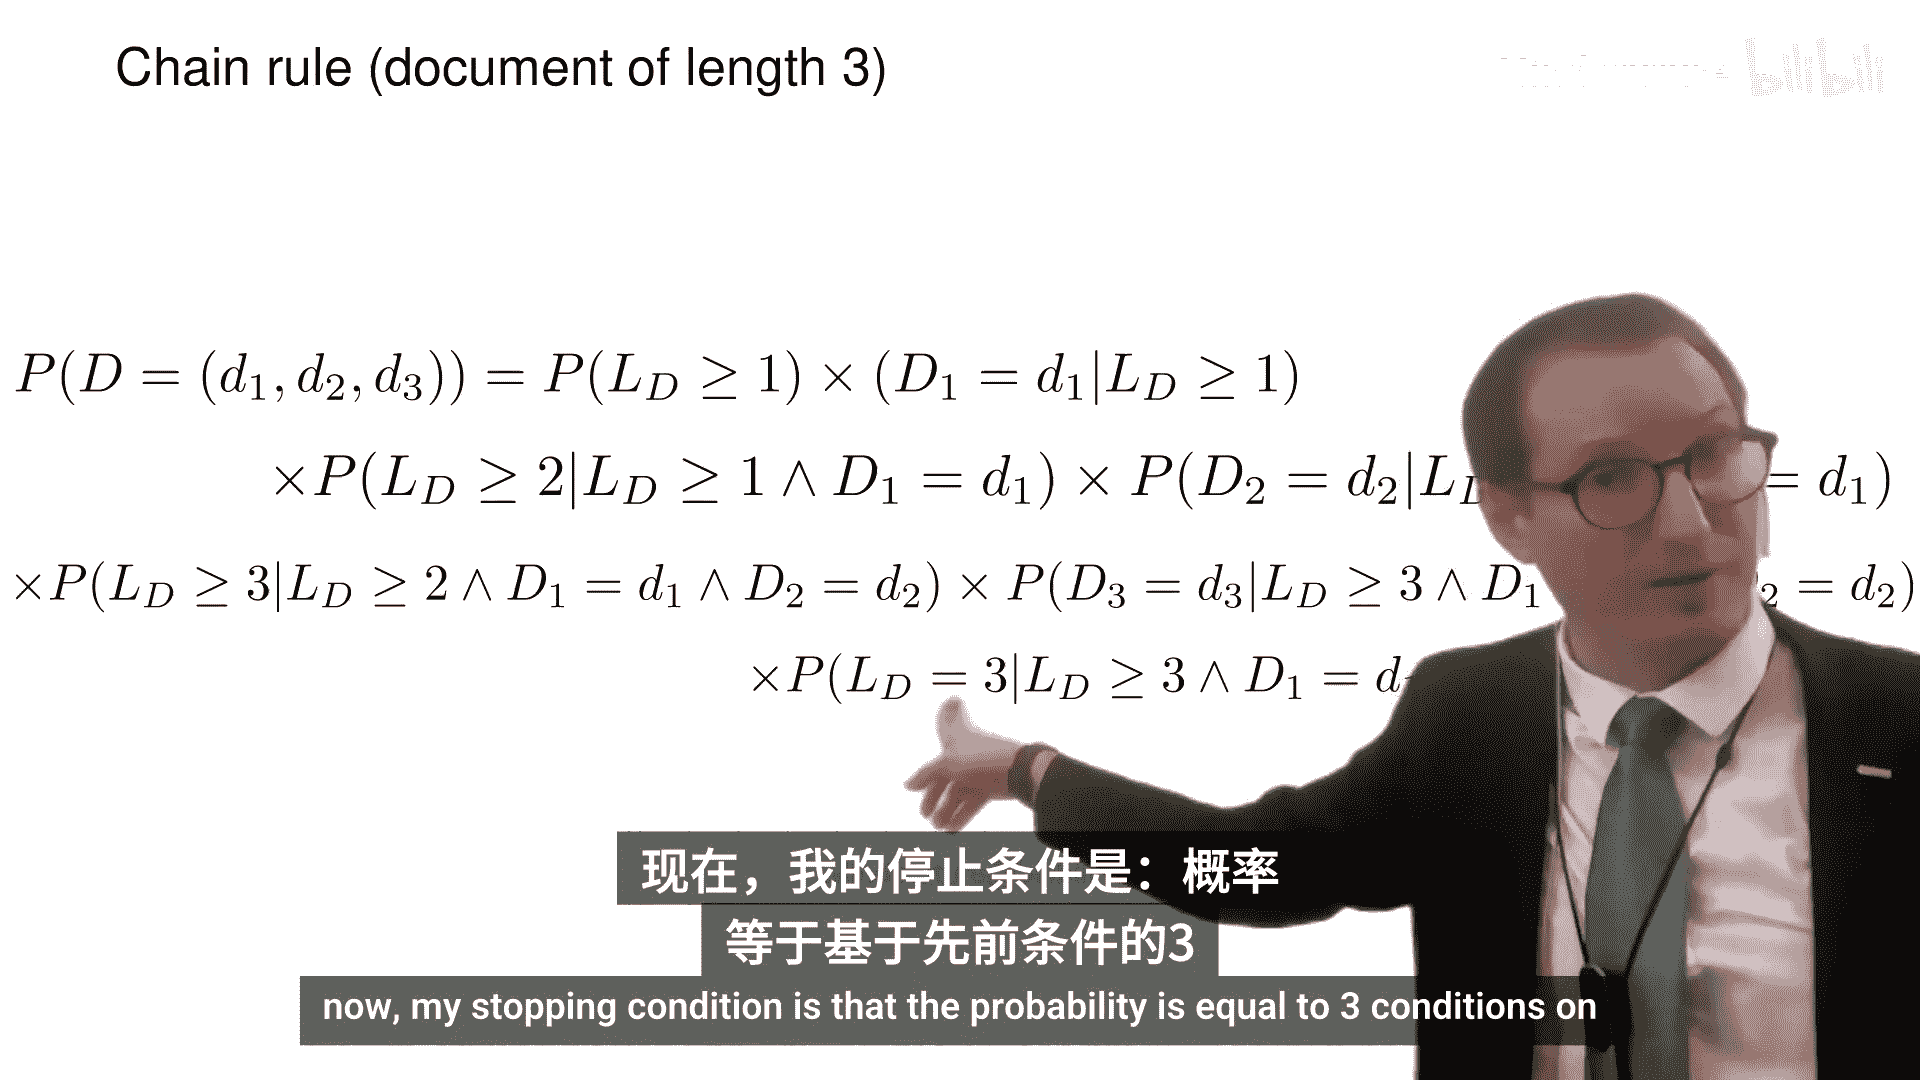 Chain rule (document of length 3)
bilibili
P(D = (d₁, d₂, d₃)) = P(L_D ≥ 1) × (D₁ = d₁|L_D ≥ 1)
×P(L_D ≥ 2|L_D ≥ 1 ∧ D₁ = d₁) × P(D₂ = d₂|L = d₁)
×P(L_D ≥ 3|L_D ≥ 2 ∧ D₁ = d₁ ∧ D₂ = d₂) × P(D₃ = d₃|L_D ≥ 3 ∧ D₁ ₂ = d₂)
×P(L_D = 3|L_D ≥ 3 ∧ D₁ = d
现在，我的停止条件是：概率
等于基于先前条件的3
now, my stopping condition is that the probability is equal to 3 conditions on